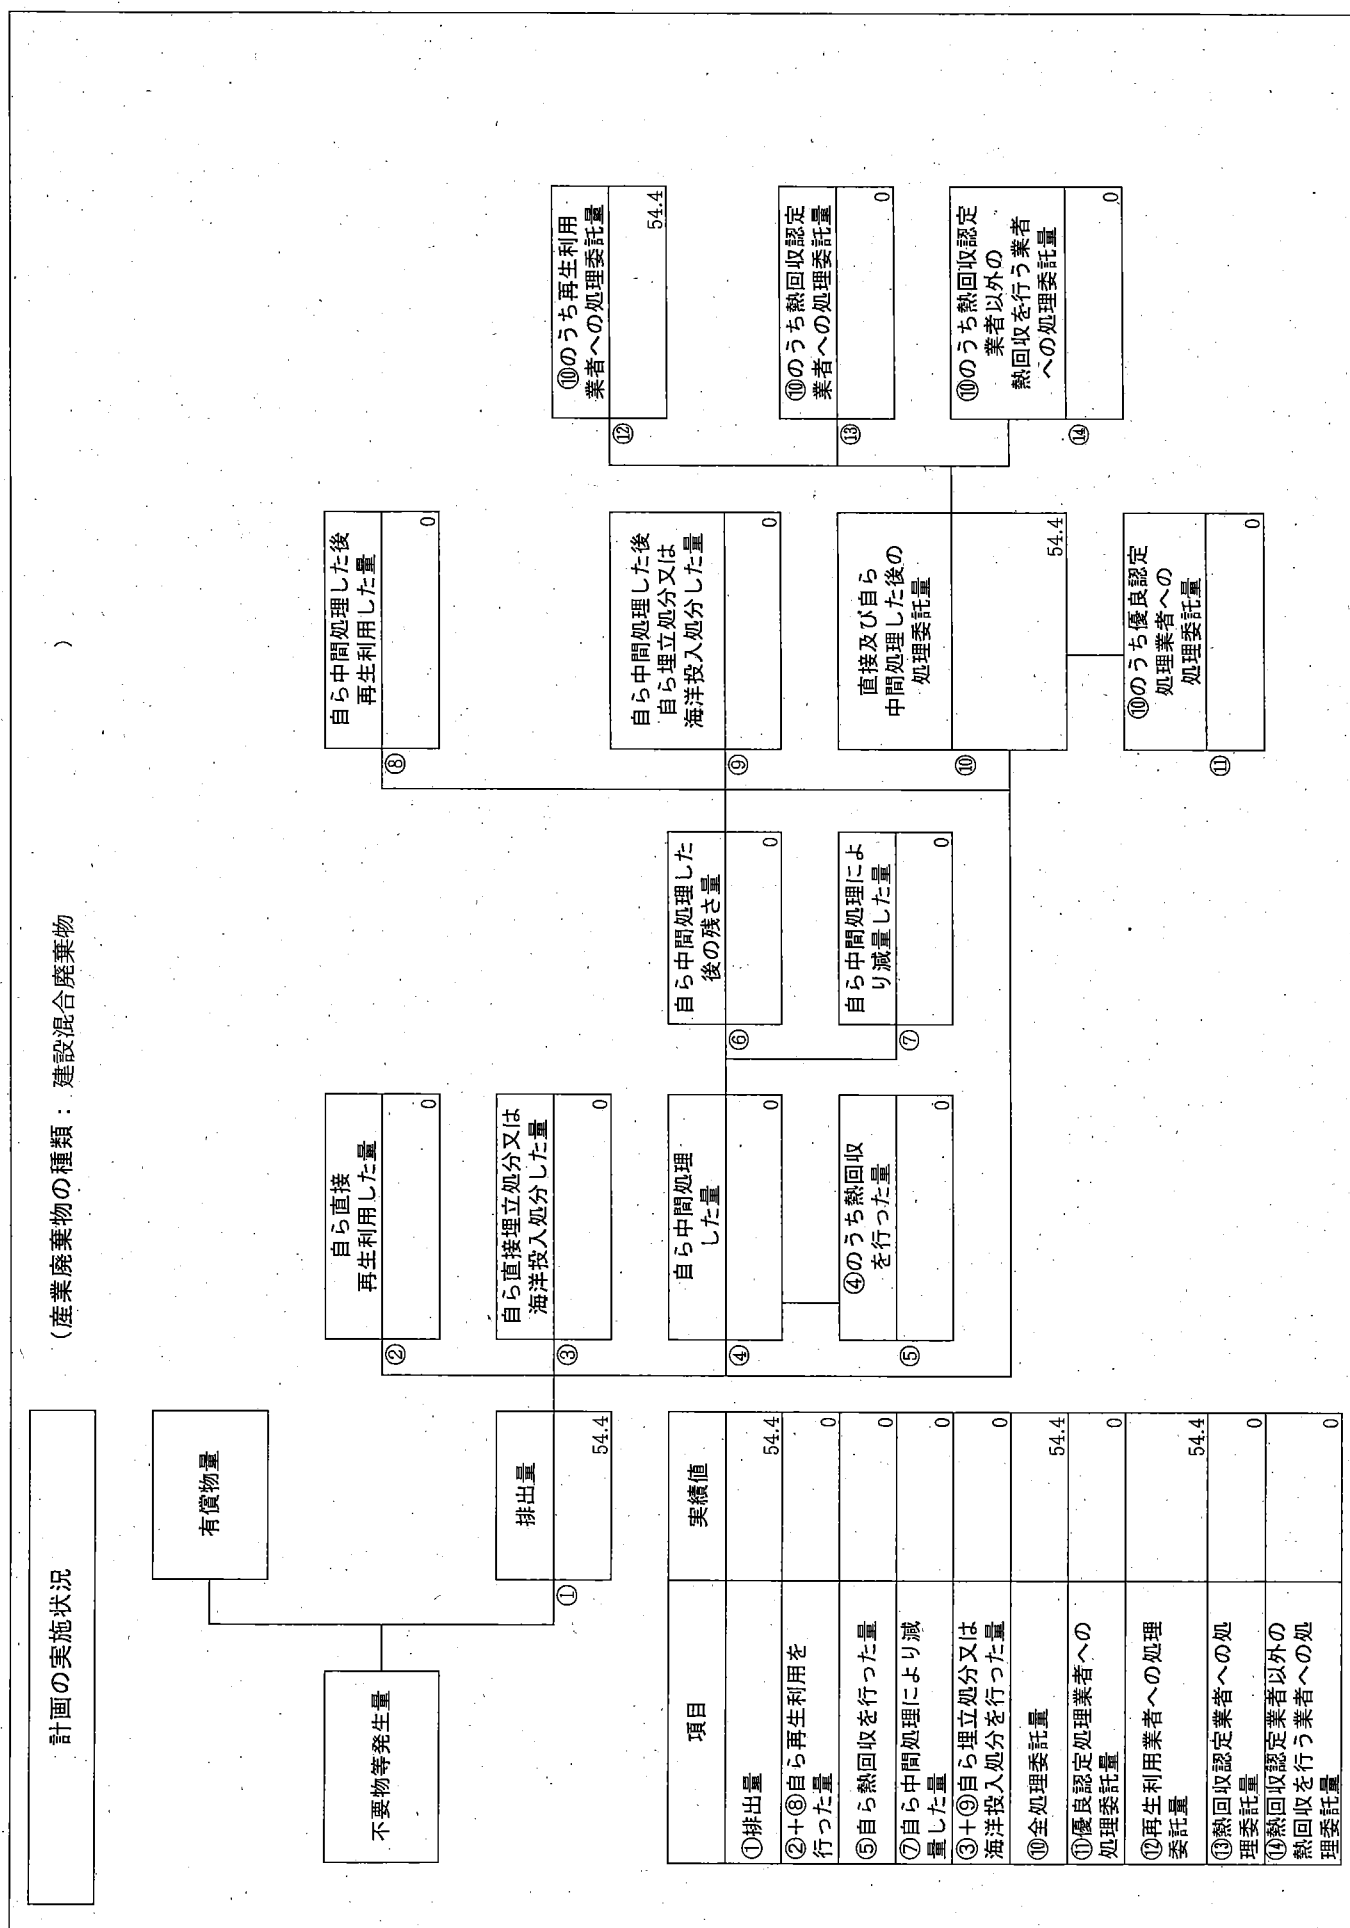 計画の実施状況
（産業廃棄物の種類： 建設混合廃棄物 ）
不要物等発生量
有償物量
①
排出量
54.4
②
自ら直接
再生利用した量
0
③
自ら直接埋立処分又は
海洋投入処分した量
0
④
自ら中間処理
した量
0
⑤
④のうち熱回収
を行った量
0
⑥
自ら中間処理した
後の残さ量
0
⑦
自ら中間処理によ
り減量した量
0
⑧
自ら中間処理した後
再生利用した量
0
⑨
自ら中間処理した後
自ら埋立処分又は
海洋投入処分した量
0
⑩
直接及び自ら
中間処理した後の
処理委託量
54.4
⑪
⑩のうち優良認定
処理業者への
処理委託量
0
⑫
⑩のうち再生利用
業者への処理委託量
54.4
⑬
⑩のうち熱回収認定
業者への処理委託量
0
⑭
⑩のうち熱回収認定
業者以外の
熱回収を行う業者
への処理委託量
0
項目 実績値
①排出量 54.4
②＋⑧自ら再生利用を
行った量 0
⑤自ら熱回収を行った量 0
⑦自ら中間処理により減
量した量 0
③＋⑨自ら埋立処分又は
海洋投入処分を行った量 0
⑩全処理委託量 54.4
⑪優良認定処理業者への
処理委託量 0
⑫再生利用業者への処理
委託量 54.4
⑬熱回収認定業者への処
理委託量 0
⑭熱回収認定業者以外の
熱回収を行う業者への処
理委託量 0